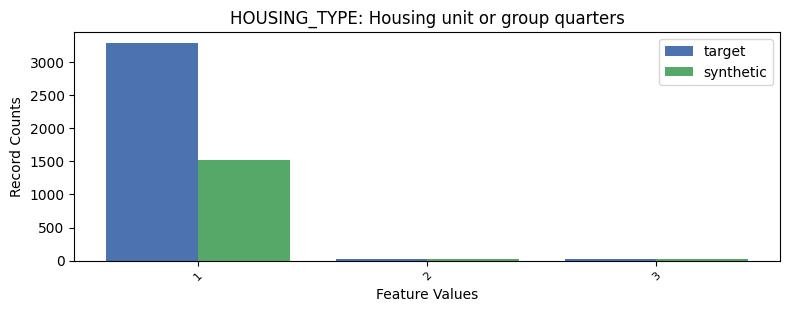 HOUSING_TYPE: Housing unit or group quarters
target
synthetic
Record Counts
3000
2500
2000
1500
1000
500
0
1
2
3
Feature Values